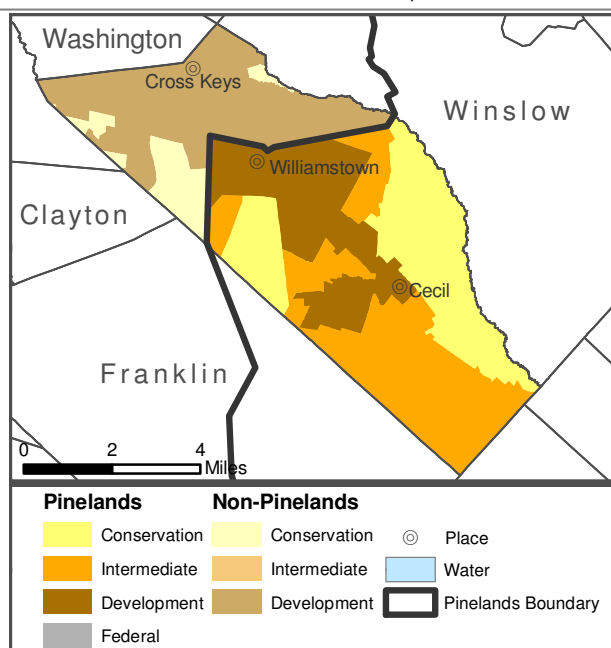 Washington
Cross Keys
Winslow
Williamstown
Clayton
Cecil
Franklin
0 2 4
Miles
Pinelands Non-Pinelands
Conservation Conservation Place
Intermediate Intermediate Water
Development Development Pinelands Boundary
Federal